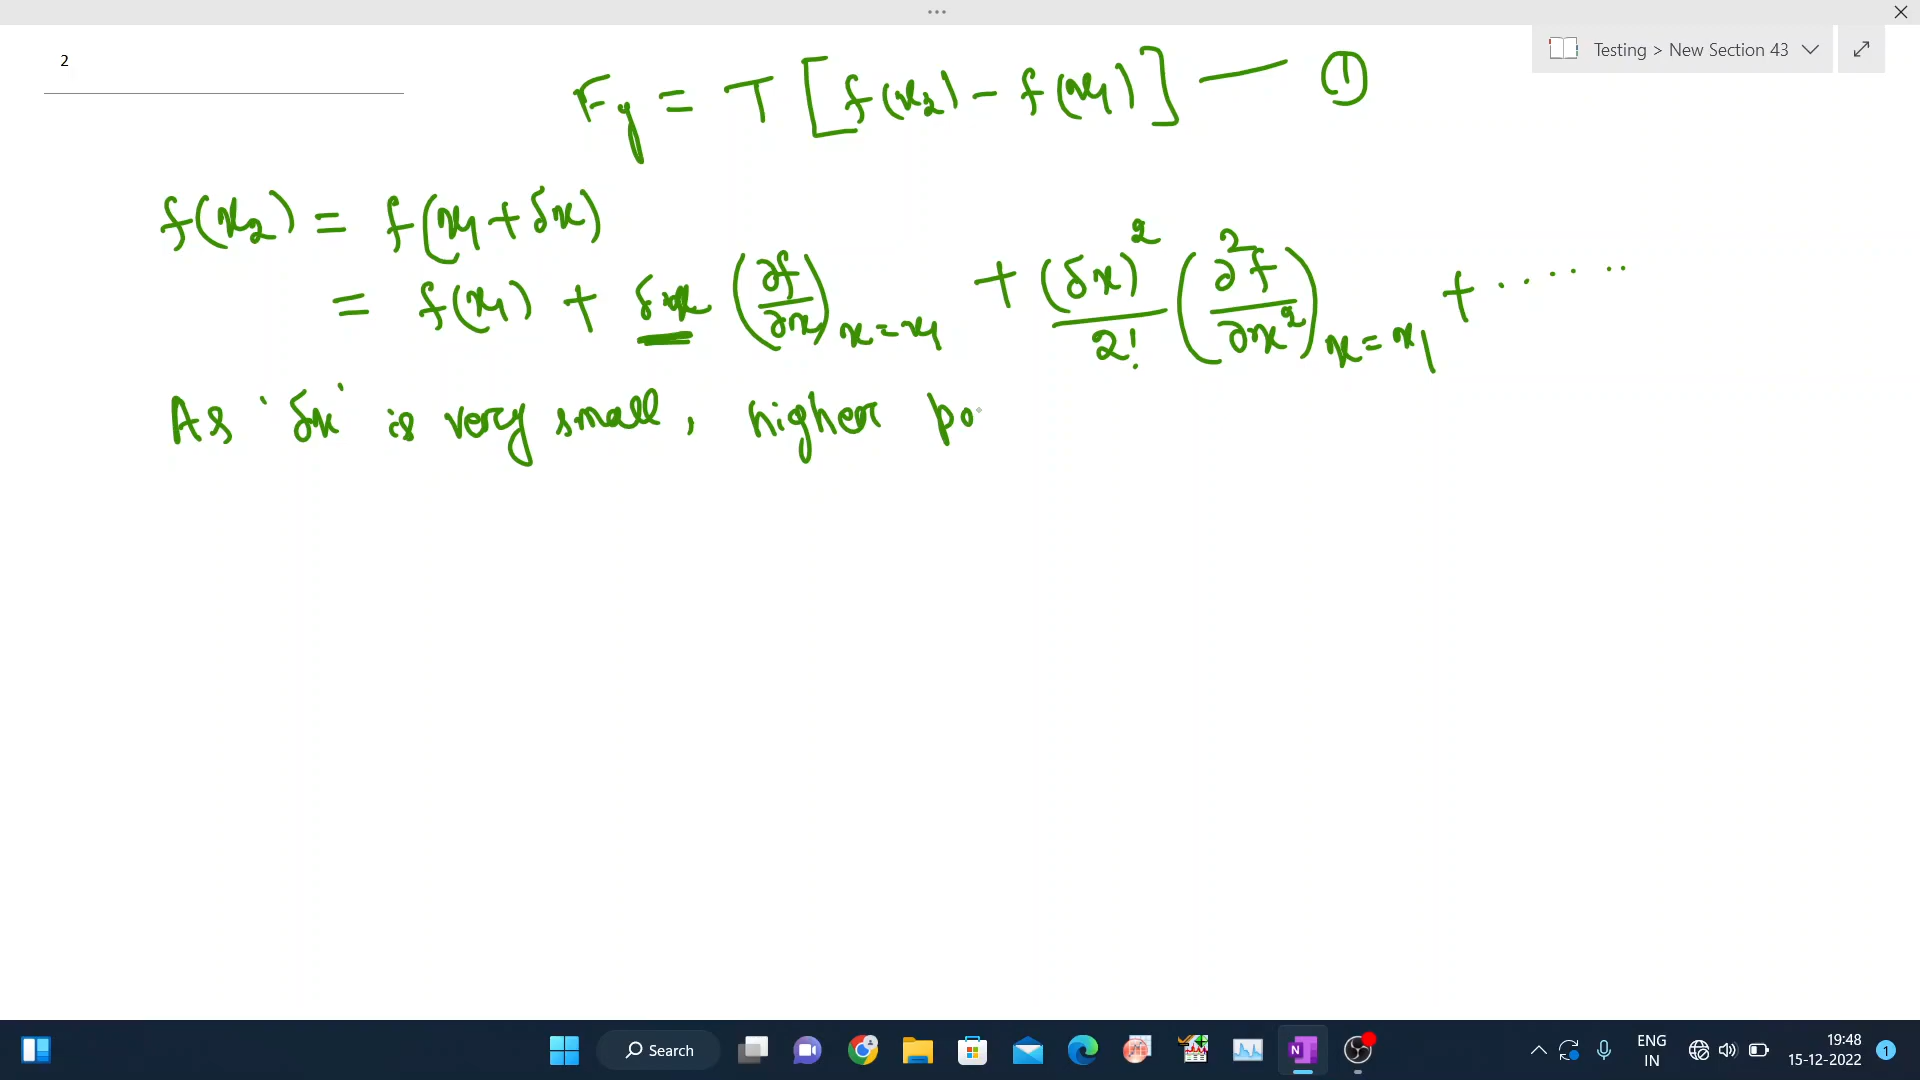 2
Testing > New Section 43
F_y = T [f(x₂) - f(x₁)] — ①
f(x₂) = f(x₁ + δx)
= f(x₁) + δx (∂f/∂x)_{x=x₁} + (δx)²/2! (∂²f/∂x²)_{x=x₁} + ......
As 'δx' is very small, higher po
Search
ENG
IN
19:48
15-12-2022
1